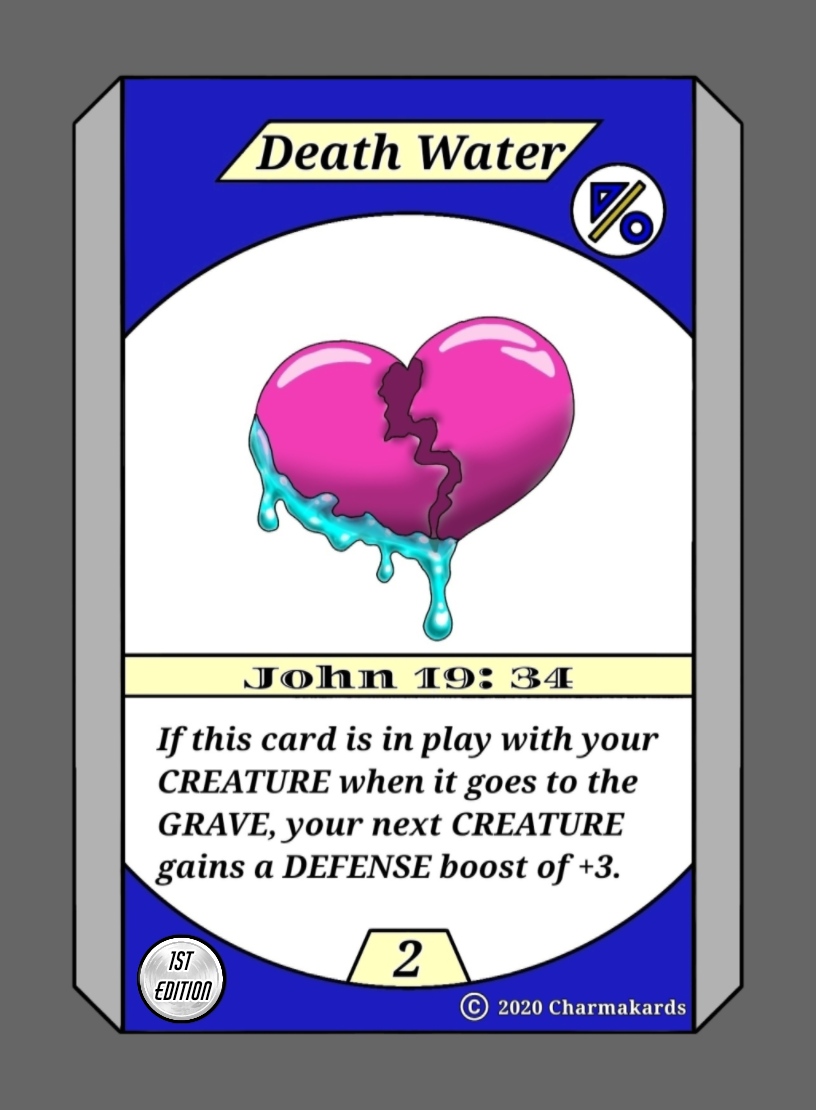 Death Water
John 19: 34
If this card is in play with your
CREATURE when it goes to the
GRAVE, your next CREATURE
gains a DEFENSE boost of +3.
2
1ST
EDITION
© 2020 Charmakards